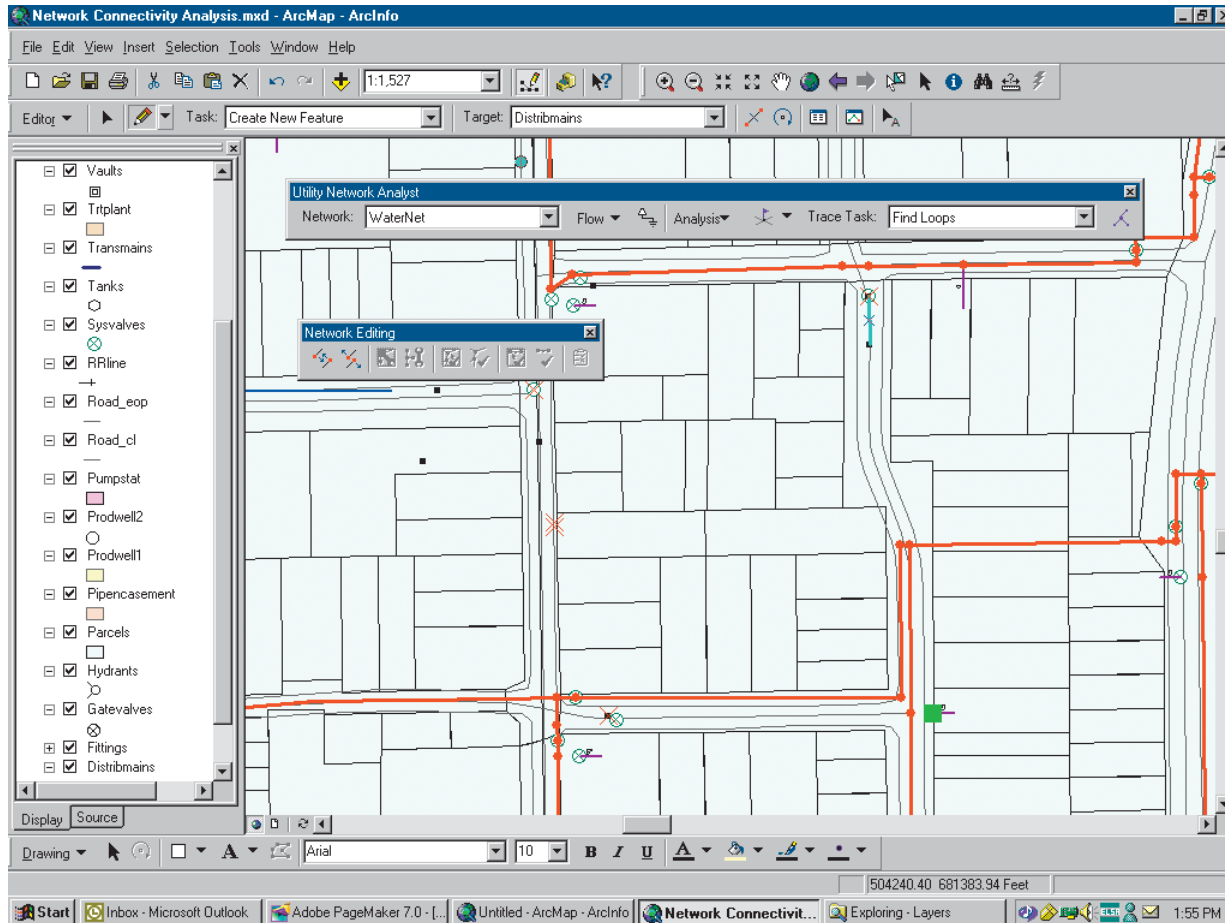 Network Connectivity Analysis.mxd - ArcMap - ArcInfo
File Edit View Insert Selection Tools Window Help
1:1,527
Editor Task: Create New Feature Target: Distribmains
Vaults
Trtplant
Transmains
Tanks
Sysvalves
RRline
Road_eop
Road_cl
Pumpstat
Prodwell2
Prodwell1
Pipencasement
Parcels
Hydrants
Gatevalves
Fittings
Distribmains
Display Source
Utility Network Analyst
Network: WaterNet Flow Analysis Trace Task: Find Loops
Network Editing
Drawing A Arial 10 B I U A
504240.40 681383.94 Feet
Start Inbox - Microsoft Outlook Adobe PageMaker 7.0 - [... Untitled - ArcMap - ArcInfo Network Connectivit... Exploring - Layers 1:55 PM